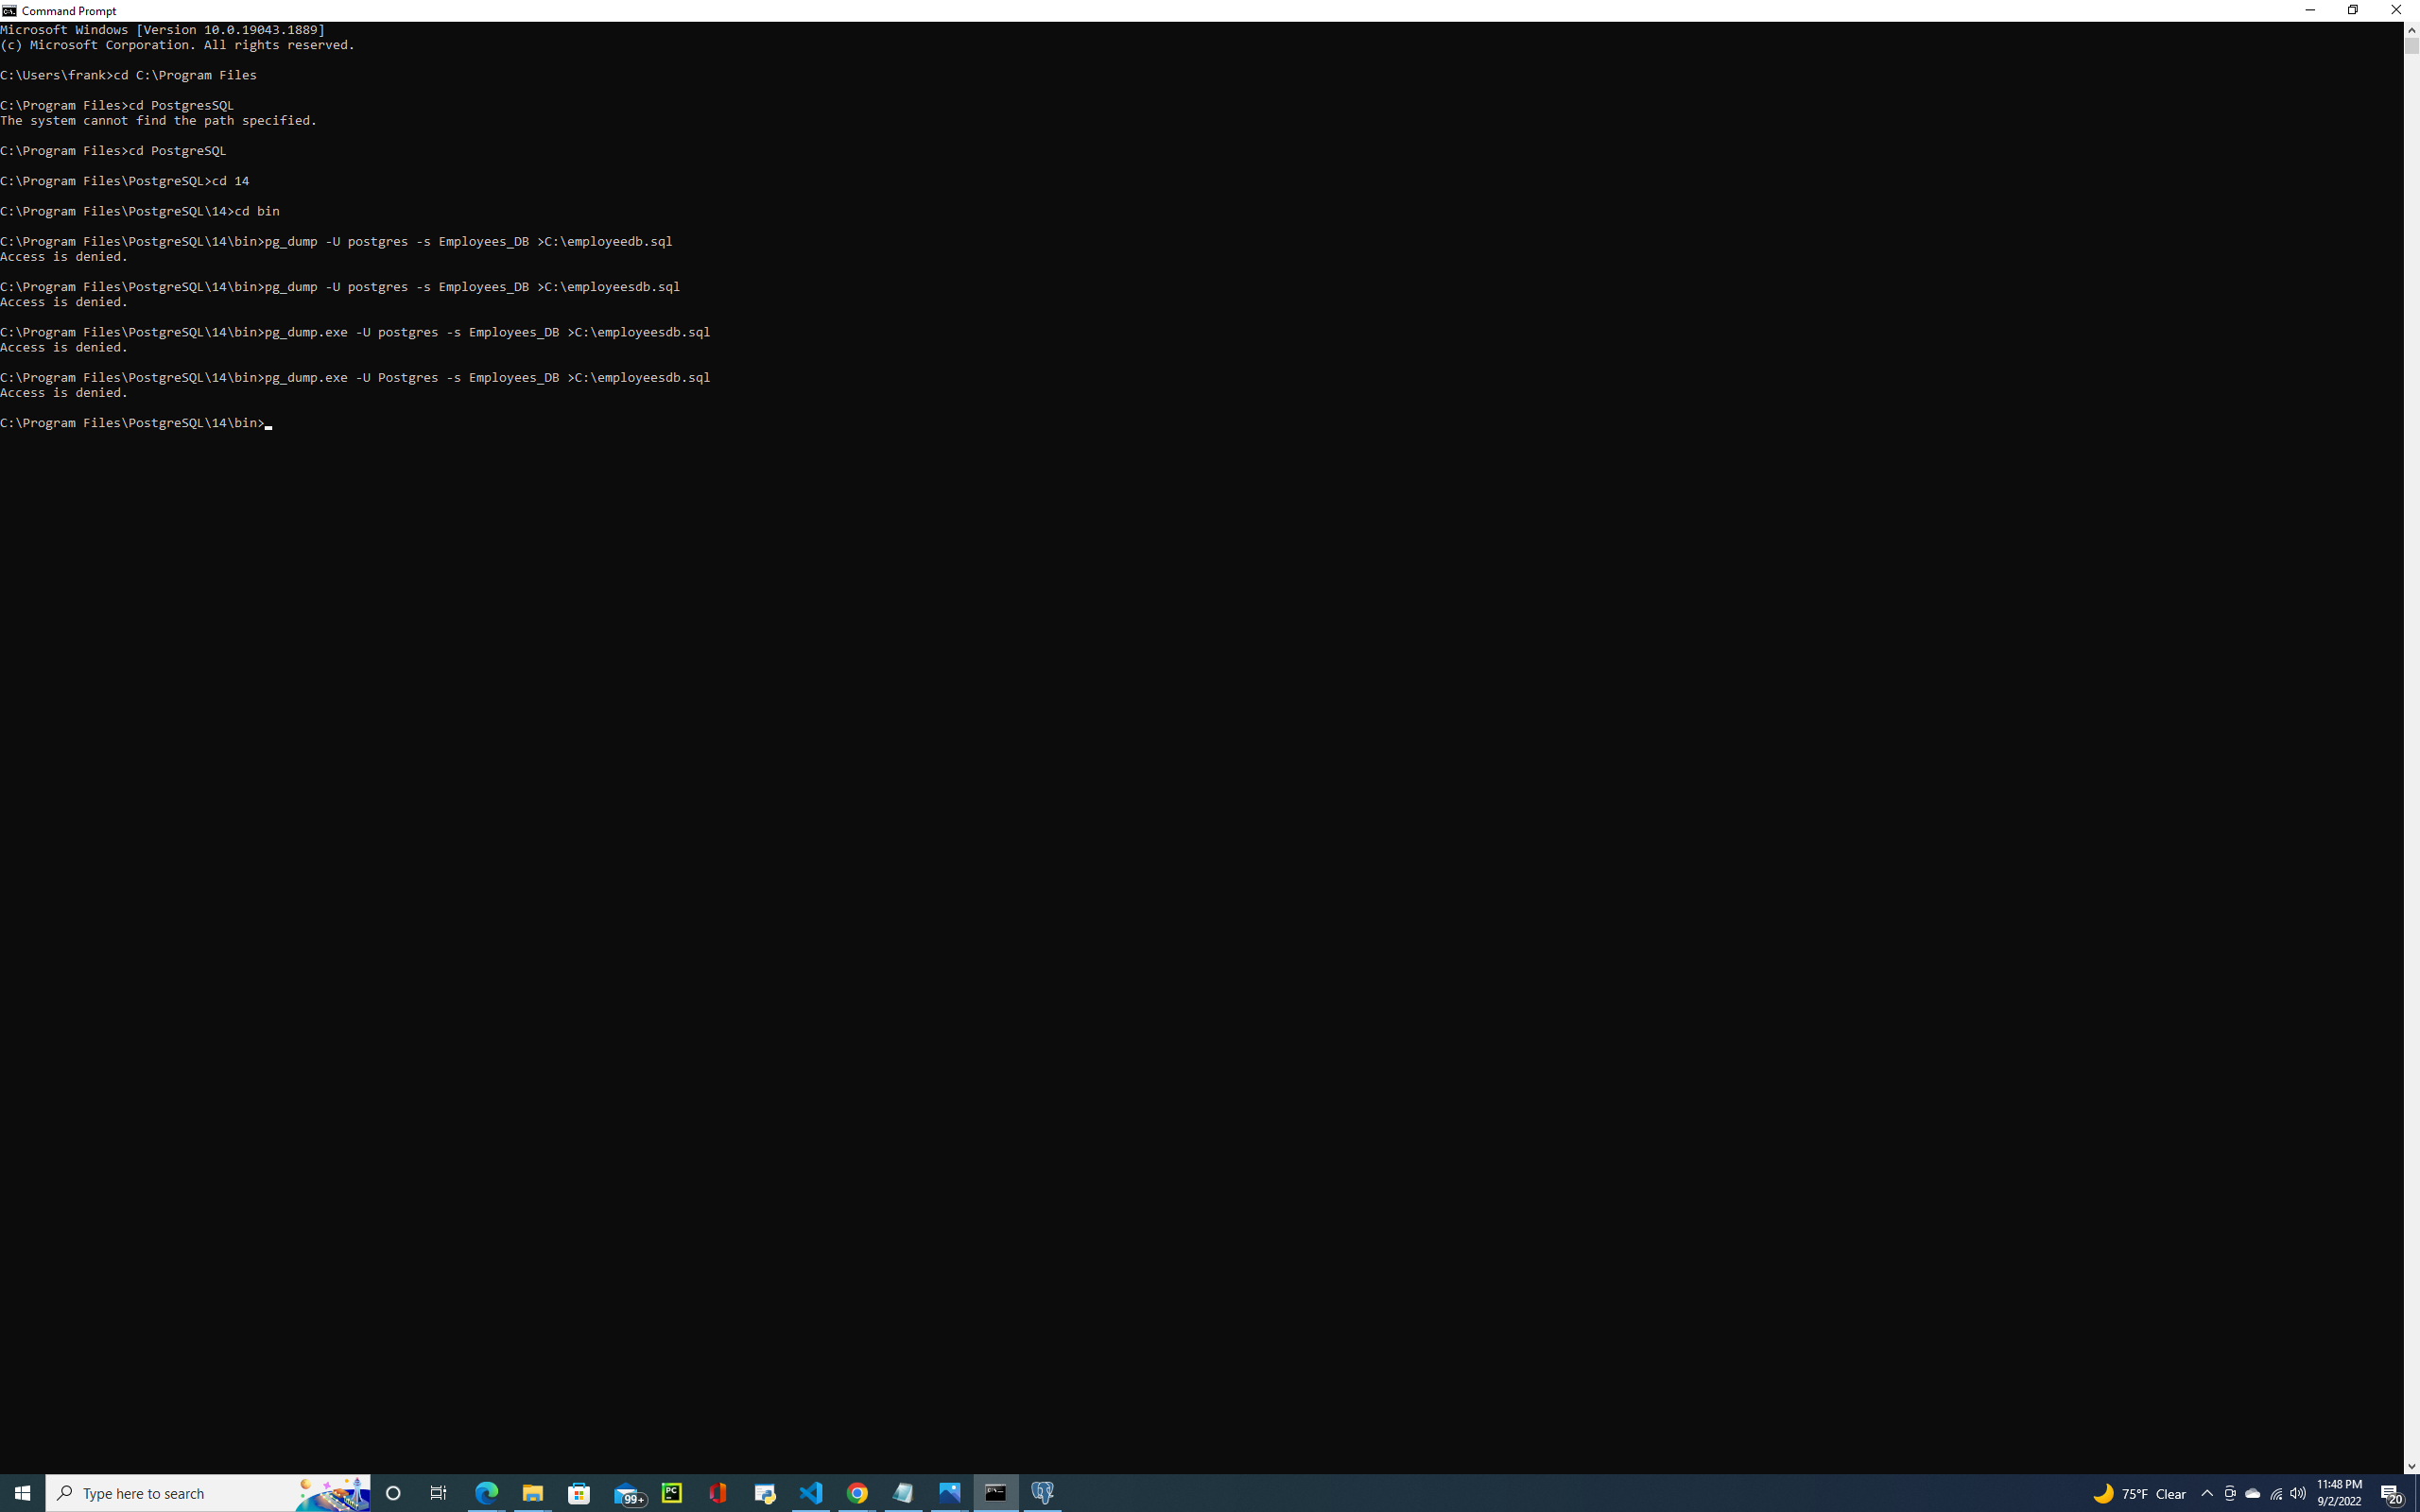 Command Prompt
Microsoft Windows [Version 10.0.19043.1889]
(c) Microsoft Corporation. All rights reserved.
C:\Users\frank>cd C:\Program Files
C:\Program Files>cd PostgresSQL
The system cannot find the path specified.
C:\Program Files>cd PostgreSQL
C:\Program Files\PostgreSQL>cd 14
C:\Program Files\PostgreSQL\14>cd bin
C:\Program Files\PostgreSQL\14\bin>pg_dump -U postgres -s Employees_DB >C:\employeedb.sql
Access is denied.
C:\Program Files\PostgreSQL\14\bin>pg_dump -U postgres -s Employees_DB >C:\employeesdb.sql
Access is denied.
C:\Program Files\PostgreSQL\14\bin>pg_dump.exe -U postgres -s Employees_DB >C:\employeesdb.sql
Access is denied.
C:\Program Files\PostgreSQL\14\bin>pg_dump.exe -U Postgres -s Employees_DB >C:\employeesdb.sql
Access is denied.
C:\Program Files\PostgreSQL\14\bin>
Type here to search
99+
PC
75°F Clear
11:48 PM
9/2/2022
20